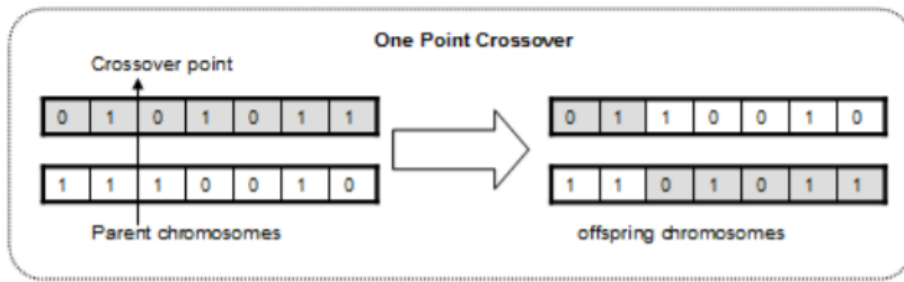 One Point Crossover
Crossover point
0 1 0 1 0 1 1
0 1 1 0 0 1 0
1 1 1 0 0 1 0
1 1 0 1 0 1 1
Parent chromosomes
offspring chromosomes